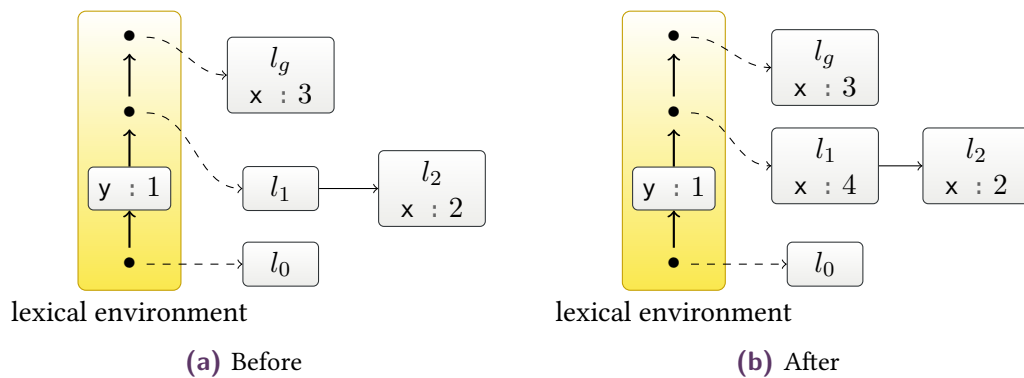 l_g
x : 3
y : 1
l_1
l_2
x : 2
l_0
lexical environment
(a) Before
l_g
x : 3
y : 1
l_1
x : 4
l_2
x : 2
l_0
lexical environment
(b) After